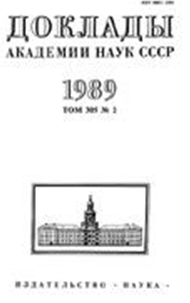 ДОКЛАДЫ
АКАДЕМИИ НАУК СССР
1989
ТОМ 305 № 2
ИЗДАТЕЛЬСТВО · НАУКА ·